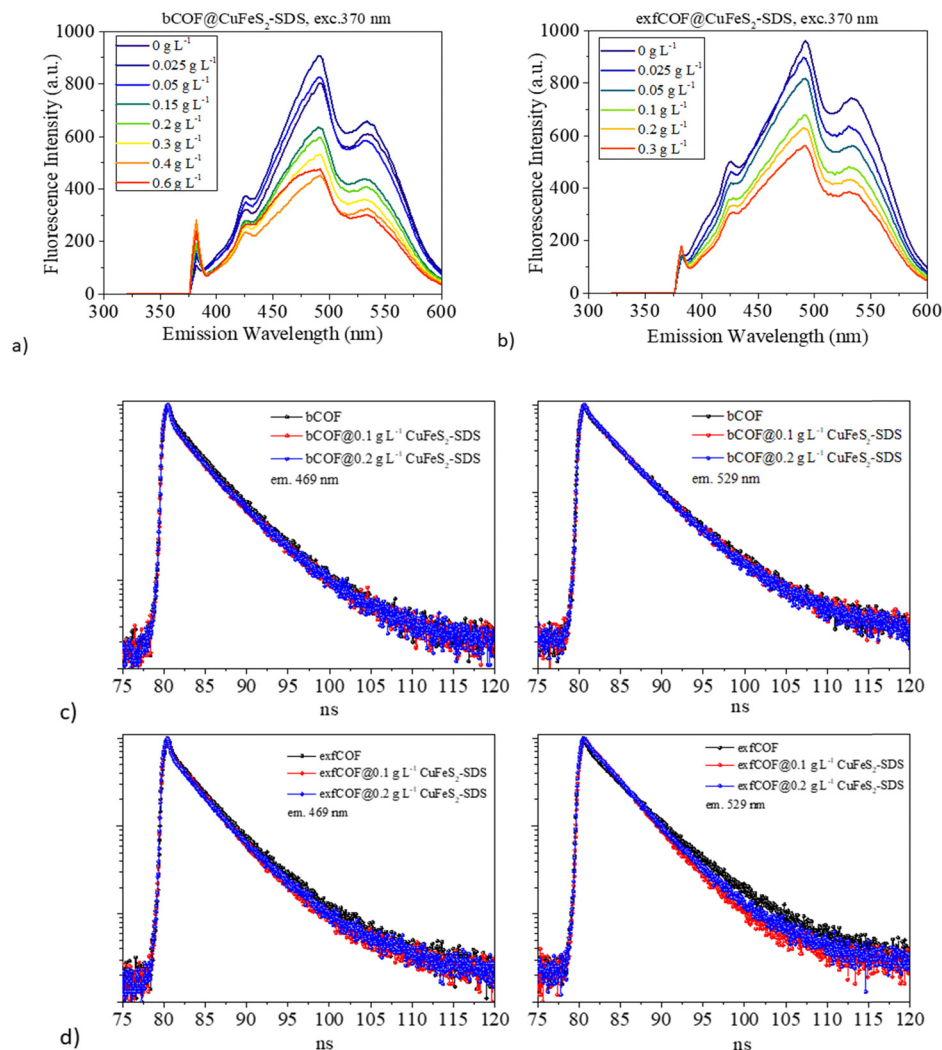 bCOF@CuFeS₂-SDS, exc.370 nm
1000
800
600
400
200
0
Fluorescence Intensity (a.u.)
0 g L⁻¹
0.025 g L⁻¹
0.05 g L⁻¹
0.15 g L⁻¹
0.2 g L⁻¹
0.3 g L⁻¹
0.4 g L⁻¹
0.6 g L⁻¹
300 350 400 450 500 550 600
Emission Wavelength (nm)
a)
exfCOF@CuFeS₂-SDS, exc.370 nm
1000
800
600
400
200
0
Fluorescence Intensity (a.u.)
0 g L⁻¹
0.025 g L⁻¹
0.05 g L⁻¹
0.1 g L⁻¹
0.2 g L⁻¹
0.3 g L⁻¹
300 350 400 450 500 550 600
Emission Wavelength (nm)
b)
bCOF
bCOF@0.1 g L⁻¹ CuFeS₂-SDS
bCOF@0.2 g L⁻¹ CuFeS₂-SDS
em. 469 nm
75 80 85 90 95 100 105 110 115 120
ns
bCOF
bCOF@0.1 g L⁻¹ CuFeS₂-SDS
bCOF@0.2 g L⁻¹ CuFeS₂-SDS
em. 529 nm
75 80 85 90 95 100 105 110 115 120
ns
c)
exfCOF
exfCOF@0.1 g L⁻¹ CuFeS₂-SDS
exfCOF@0.2 g L⁻¹ CuFeS₂-SDS
em. 469 nm
75 80 85 90 95 100 105 110 115 120
ns
exfCOF
exfCOF@0.1 g L⁻¹ CuFeS₂-SDS
exfCOF@0.2 g L⁻¹ CuFeS₂-SDS
em. 529 nm
75 80 85 90 95 100 105 110 115 120
ns
d)